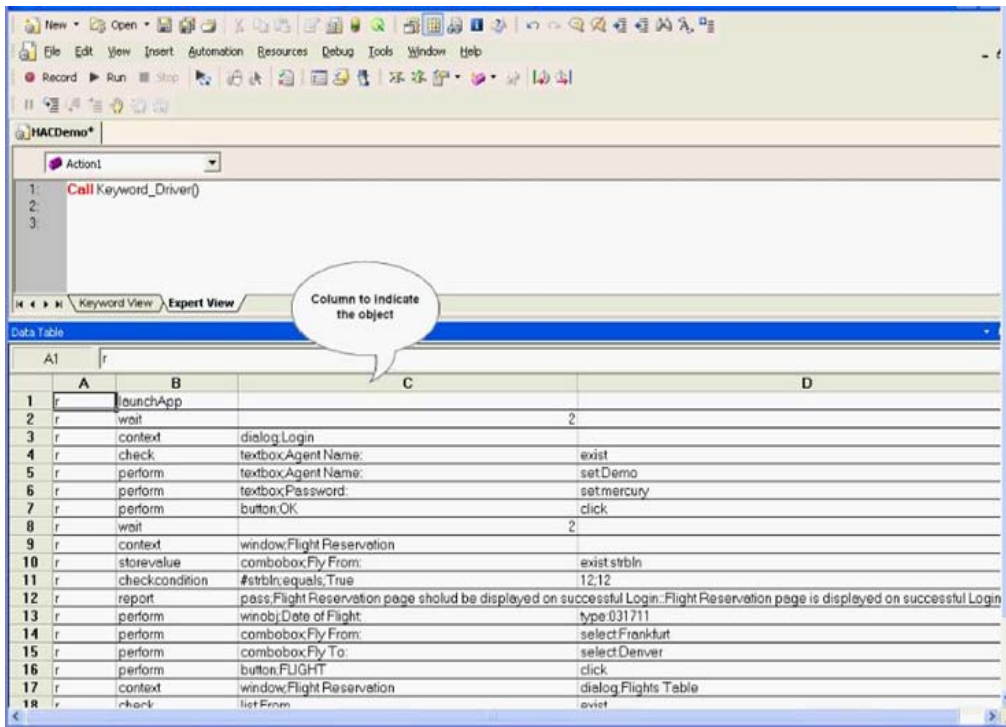 New Open
File Edit View Insert Automation Resources Debug Tools Window Help
Record Run Stop
HACDemo*
Action1
1: Call Keyword_Driver()
2:
3:
Keyword View Expert View
Column to indicate
the object
Data Table
A1 r
A B C D
1 r launchApp
2 r wait 2
3 r context dialog;Login
4 r check textbox;Agent Name: exist
5 r perform textbox;Agent Name: set:Demo
6 r perform textbox;Password: set:mercury
7 r perform button;OK click
8 r wait 2
9 r context window;Flight Reservation
10 r storevalue combobox;Fly From: exist:strbln
11 r checkcondition #strbln;equals;True 12;12
12 r report pass;Flight Reservation page sholud be displayed on successful Login::Flight Reservation page is displayed on successful Login
13 r perform winobj;Date of Flight: type:031711
14 r perform combobox;Fly From: select:Frankfurt
15 r perform combobox;Fly To: select:Denver
16 r perform button;FLIGHT click
17 r context window;Flight Reservation dialog;Flights Table
18 r check list;From exist